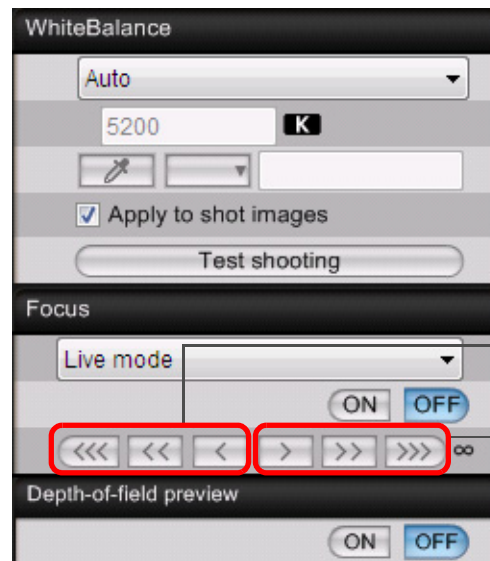 WhiteBalance
Auto
5200 K
Apply to shot images
Test shooting
Focus
Live mode
ON OFF
<<< << < > >> >>> ∞
Depth-of-field preview
ON OFF